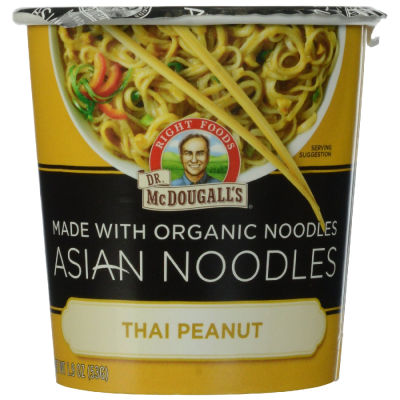 SERVING
SUGGESTION
RIGHT FOODS
DR.
McDOUGALL'S
MADE WITH ORGANIC NOODLES
ASIAN NOODLES
THAI PEANUT